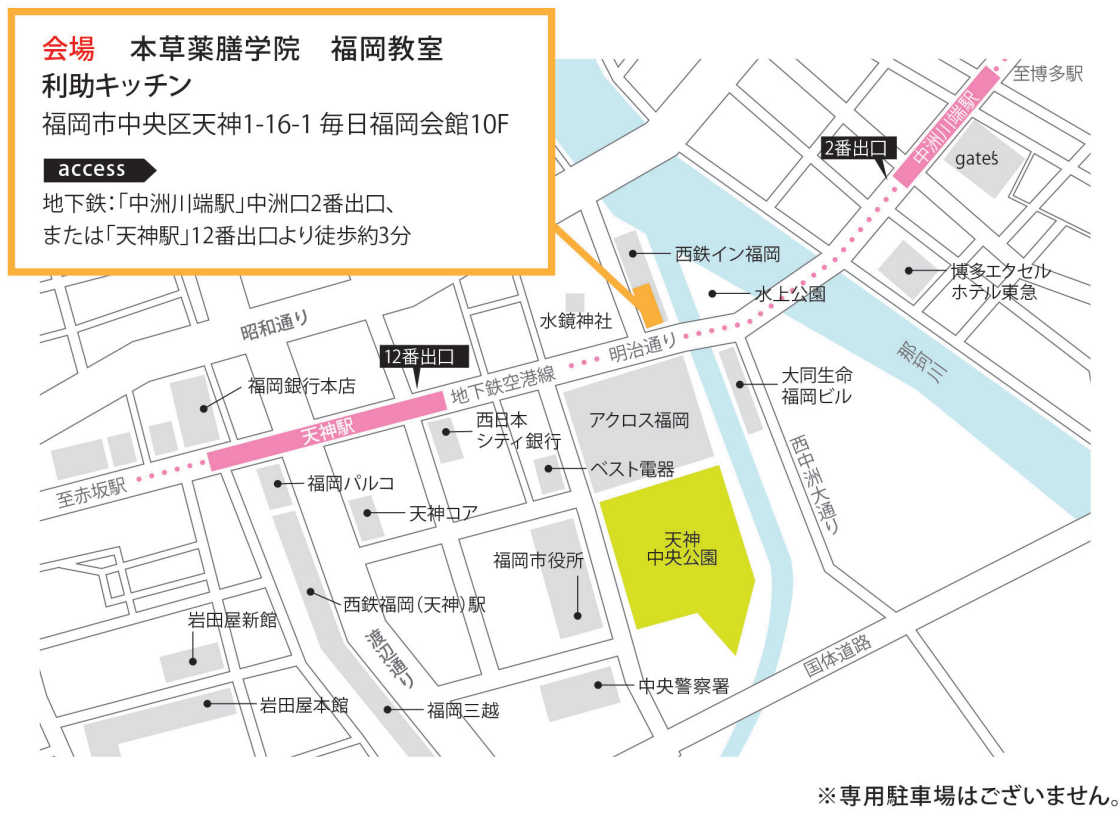 会場　本草薬膳学院　福岡教室
利助キッチン
福岡市中央区天神1-16-1 毎日福岡会館10F
access
地下鉄：「中洲川端駅」中洲口2番出口、
または「天神駅」12番出口より徒歩約3分
至博多駅
中洲川端駅
2番出口
gate's
西鉄イン福岡
博多エクセル
ホテル東急
水上公園
水鏡神社
昭和通り
明治通り
那珂川
12番出口
地下鉄空港線
大同生命
福岡ビル
福岡銀行本店
天神駅
西日本
シティ銀行
アクロス福岡
西中洲大通り
至赤坂駅
福岡パルコ
ベスト電器
天神コア
天神
中央公園
福岡市役所
西鉄福岡（天神）駅
岩田屋新館
渡辺通り
国体道路
中央警察署
岩田屋本館
福岡三越
※専用駐車場はございません。